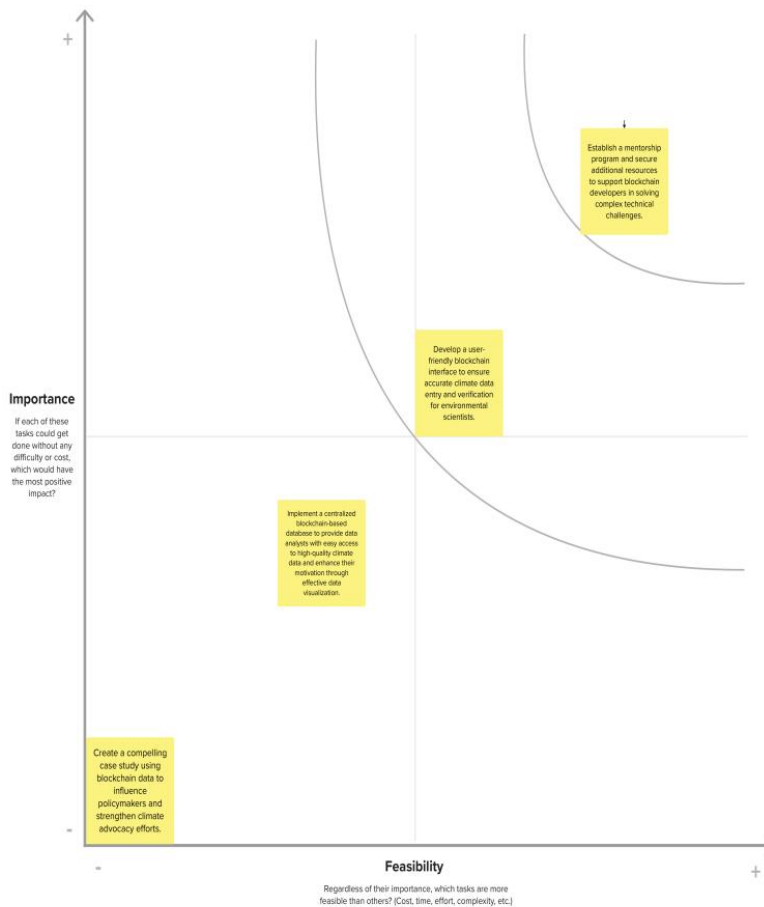 +
Establish a mentorship
program and secure
additional resources
to support blockchain
developers in solving
complex technical
challenges.
Develop a user-
friendly blockchain
interface to ensure
accurate climate data
entry and verification
for environmental
scientists.
Importance
If each of these
tasks could get
done without any
difficulty or cost,
which would have
the most positive
impact?
Implement a centralized
blockchain-based
database to provide data
analysts with easy access
to high-quality climate
data and enhance their
motivation through
effective data
visualization.
Create a compelling
case study using
blockchain data to
influence
policymakers and
strengthen climate
advocacy efforts.
-
-
Feasibility
+
Regardless of their importance, which tasks are more
feasible than others? (Cost, time, effort, complexity, etc.)